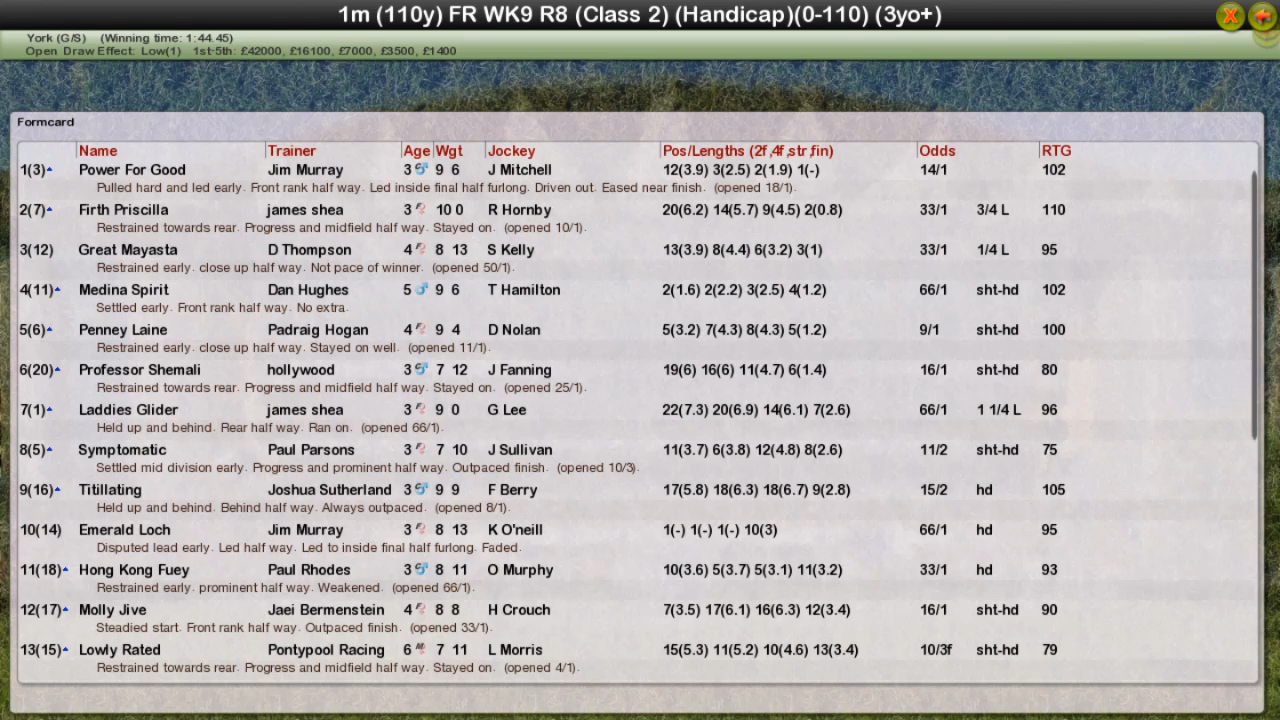 1m (110y) FR WK9 R8 (Class 2) (Handicap)(0-110) (3yo+)
York (G/S) (Winning time: 1:44.45)
Open Draw Effect: Low(1) 1st-5th: £42000, £16100, £7000, £3500, £1400
Formcard
Name Trainer Age Wgt Jockey Pos/Lengths (2f,4f,str,fin) Odds RTG
1(3) Power For Good Jim Murray 3 9 6 J Mitchell 12(3.9) 3(2.5) 2(1.9) 1(-) 14/1 102
Pulled hard and led early. Front rank half way. Led inside final half furlong. Driven out. Eased near finish. (opened 18/1).
2(7) Firth Priscilla james shea 3 10 0 R Hornby 20(6.2) 14(5.7) 9(4.5) 2(0.8) 33/1 3/4 L 110
Restrained towards rear. Progress and midfield half way. Stayed on. (opened 10/1).
3(12) Great Mayasta D Thompson 4 8 13 S Kelly 13(3.9) 8(4.4) 6(3.2) 3(1) 33/1 1/4 L 95
Restrained early. close up half way. Not pace of winner. (opened 50/1).
4(11) Medina Spirit Dan Hughes 5 9 6 T Hamilton 2(1.6) 2(2.2) 3(2.5) 4(1.2) 66/1 sht-hd 102
Settled early. Front rank half way. No extra.
5(6) Penney Laine Padraig Hogan 4 9 4 D Nolan 5(3.2) 7(4.3) 8(4.3) 5(1.2) 9/1 sht-hd 100
Restrained early. close up half way. Stayed on well. (opened 11/1).
6(20) Professor Shemali hollywood 3 7 12 J Fanning 19(6) 16(6) 11(4.7) 6(1.4) 16/1 sht-hd 80
Restrained towards rear. Progress and midfield half way. Stayed on. (opened 25/1).
7(1) Laddies Glider james shea 3 9 0 G Lee 22(7.3) 20(6.9) 14(6.1) 7(2.6) 66/1 1 1/4 L 96
Held up and behind. Rear half way. Ran on. (opened 66/1).
8(5) Symptomatic Paul Parsons 3 7 10 J Sullivan 11(3.7) 6(3.8) 12(4.8) 8(2.6) 11/2 sht-hd 75
Settled mid division early. Progress and prominent half way. Outpaced finish. (opened 10/3).
9(16) Titillating Joshua Sutherland 3 9 9 F Berry 17(5.8) 18(6.3) 18(6.7) 9(2.8) 15/2 hd 105
Held up and behind. Behind half way. Always outpaced. (opened 8/1).
10(14) Emerald Loch Jim Murray 3 8 13 K O'neill 1(-) 1(-) 1(-) 10(3) 66/1 hd 95
Disputed lead early. Led half way. Led to inside final half furlong. Faded.
11(18) Hong Kong Fuey Paul Rhodes 3 8 11 O Murphy 10(3.6) 5(3.7) 5(3.1) 11(3.2) 33/1 hd 93
Restrained early. prominent half way. Weakened. (opened 66/1).
12(17) Molly Jive Jaei Bermenstein 4 8 8 H Crouch 7(3.5) 17(6.1) 16(6.3) 12(3.4) 16/1 sht-hd 90
Steadied start. Front rank half way. Outpaced finish. (opened 33/1).
13(15) Lowly Rated Pontypool Racing 6 7 11 L Morris 15(5.3) 11(5.2) 10(4.6) 13(3.4) 10/3f sht-hd 79
Restrained towards rear. Progress and midfield half way. Stayed on. (opened 4/1).